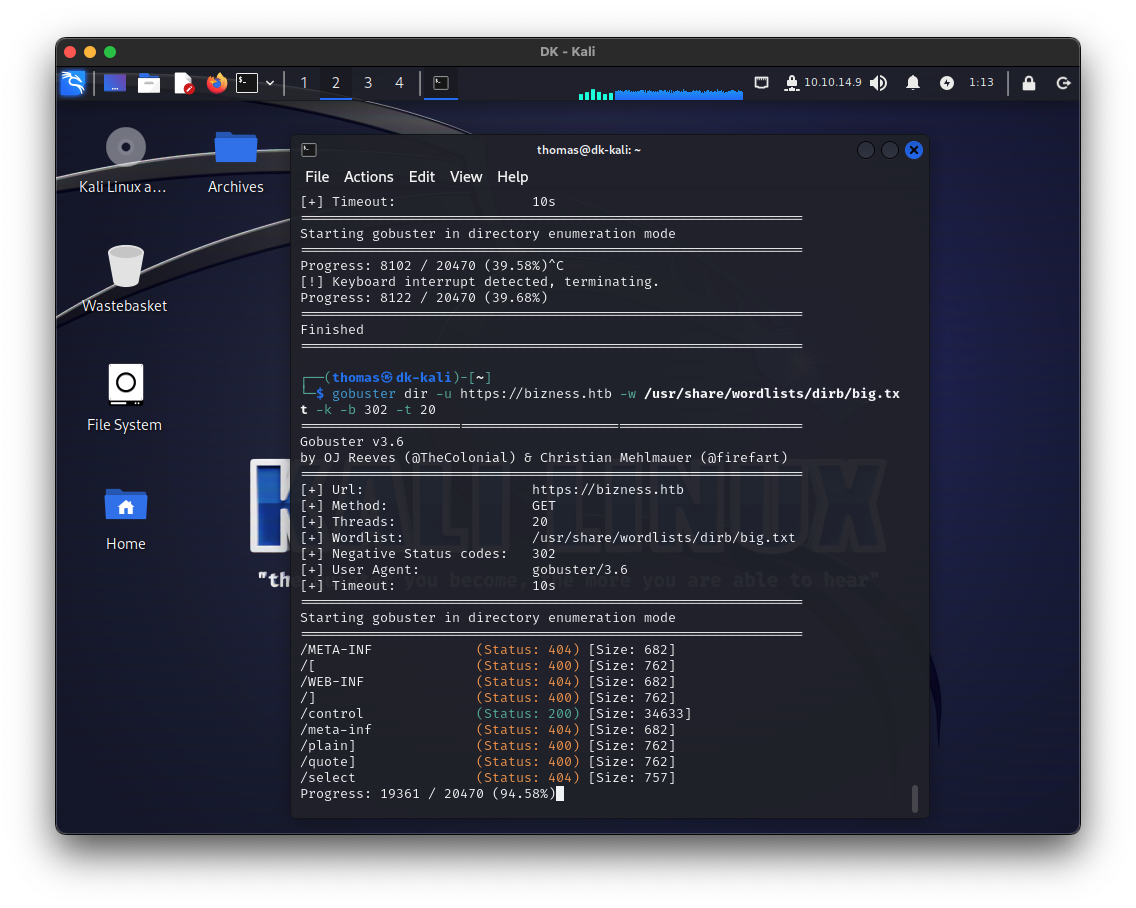 DK - Kali
1 2 3 4 10.10.14.9 1:13
Kali Linux a...
Archives
Wastebasket
File System
Home
thomas@dk-kali: ~
File Actions Edit View Help
[+] Timeout: 10s
===============================================================
Starting gobuster in directory enumeration mode
===============================================================
Progress: 8102 / 20470 (39.58%)^C
[!] Keyboard interrupt detected, terminating.
Progress: 8122 / 20470 (39.68%)
===============================================================
Finished
===============================================================
┌──(thomas㉿dk-kali)-[~]
└─$ gobuster dir -u https://bizness.htb -w /usr/share/wordlists/dirb/big.tx
t -k -b 302 -t 20
===============================================================
Gobuster v3.6
by OJ Reeves (@TheColonial) & Christian Mehlmauer (@firefart)
===============================================================
[+] Url: https://bizness.htb
[+] Method: GET
[+] Threads: 20
[+] Wordlist: /usr/share/wordlists/dirb/big.txt
[+] Negative Status codes: 302
[+] User Agent: gobuster/3.6
[+] Timeout: 10s
===============================================================
Starting gobuster in directory enumeration mode
===============================================================
/META-INF (Status: 404) [Size: 682]
/[ (Status: 400) [Size: 762]
/WEB-INF (Status: 404) [Size: 682]
/] (Status: 400) [Size: 762]
/control (Status: 200) [Size: 34633]
/meta-inf (Status: 404) [Size: 682]
/plain] (Status: 400) [Size: 762]
/quote] (Status: 400) [Size: 762]
/select (Status: 404) [Size: 757]
Progress: 19361 / 20470 (94.58%)
KALI LINUX
you become, the more you are able to hear"